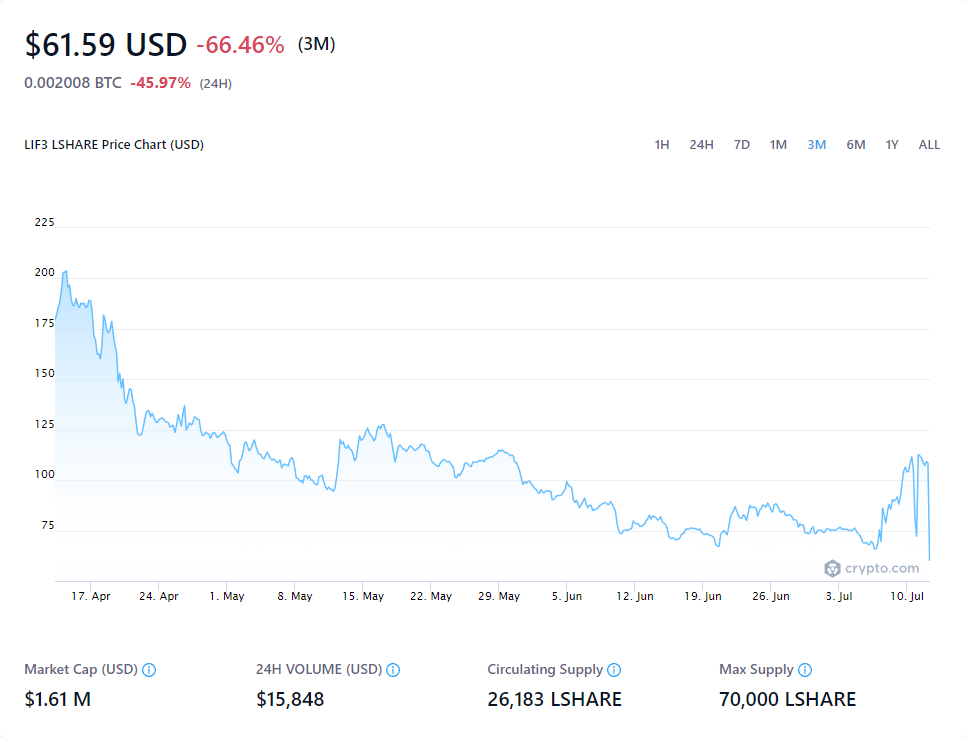 $61.59 USD -66.46% (3M)
0.002008 BTC -45.97% (24H)
LIF3 LSHARE Price Chart (USD) 1H 24H 7D 1M 3M 6M 1Y ALL
225
200
175
150
125
100
75
crypto.com
17. Apr 24. Apr 1. May 8. May 15. May 22. May 29. May 5. Jun 12. Jun 19. Jun 26. Jun 3. Jul 10. Jul
Market Cap (USD) 24H VOLUME (USD) Circulating Supply Max Supply
$1.61 M $15,848 26,183 LSHARE 70,000 LSHARE